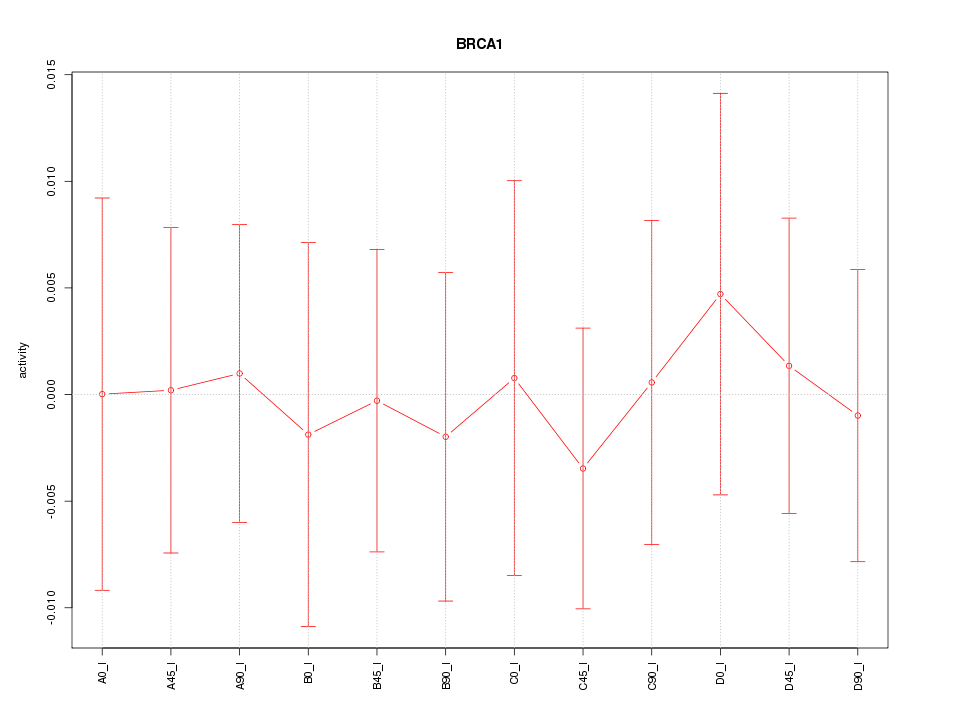 BRCA1
activity
0.015
0.010
0.005
0.000
-0.005
-0.010
A0_I
A45_I
A90_I
B0_I
B45_I
B90_I
C0_I
C45_I
C90_I
D0_I
D45_I
D90_I